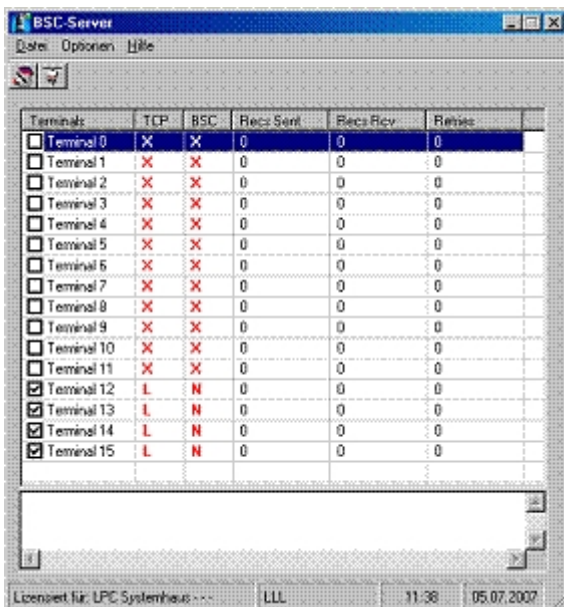 BSC-Server
Datei Optionen Hilfe
Terminals TCP BSC Recs Sent Recs Rcv Retries
Terminal 0 X X 0 0 0
Terminal 1 X X 0 0 0
Terminal 2 X X 0 0 0
Terminal 3 X X 0 0 0
Terminal 4 X X 0 0 0
Terminal 5 X X 0 0 0
Terminal 6 X X 0 0 0
Terminal 7 X X 0 0 0
Terminal 8 X X 0 0 0
Terminal 9 X X 0 0 0
Terminal 10 X X 0 0 0
Terminal 11 X X 0 0 0
Terminal 12 L N 0 0 0
Terminal 13 L N 0 0 0
Terminal 14 L N 0 0 0
Terminal 15 L N 0 0 0
Lizensiert für: LPC Systemhaus - - - LLL 11:38 05.07.2007